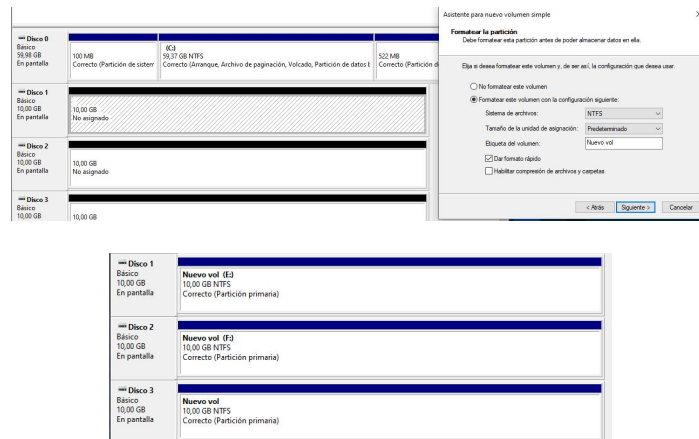 Disco 0
Básico
59,98 GB
En pantalla
100 MB
Correcto (Partición de sistem
(C:)
59,37 GB NTFS
Correcto (Arranque, Archivo de paginación, Volcado, Partición de datos b
522 MB
Correcto (Partición d
Disco 1
Básico
10,00 GB
En pantalla
10,00 GB
No asignado
Disco 2
Básico
10,00 GB
En pantalla
10,00 GB
No asignado
Disco 3
Básico
10,00 GB
10,00 GB
Asistente para nuevo volumen simple
Formatear la partición
Debe formatear esta partición antes de poder almacenar datos en ella.
Elija si desea formatear este volumen y, de ser así, la configuración que desea usar.
No formatear este volumen
Formatear este volumen con la configuración siguiente:
Sistema de archivos: NTFS
Tamaño de la unidad de asignación: Predeterminado
Etiqueta del volumen: Nuevo vol
Dar formato rápido
Habilitar compresión de archivos y carpetas
< Atrás Siguiente > Cancelar
Disco 1
Básico
10,00 GB
En pantalla
Nuevo vol (E:)
10,00 GB NTFS
Correcto (Partición primaria)
Disco 2
Básico
10,00 GB
En pantalla
Nuevo vol (F:)
10,00 GB NTFS
Correcto (Partición primaria)
Disco 3
Básico
10,00 GB
En pantalla
Nuevo vol
10,00 GB NTFS
Correcto (Partición primaria)